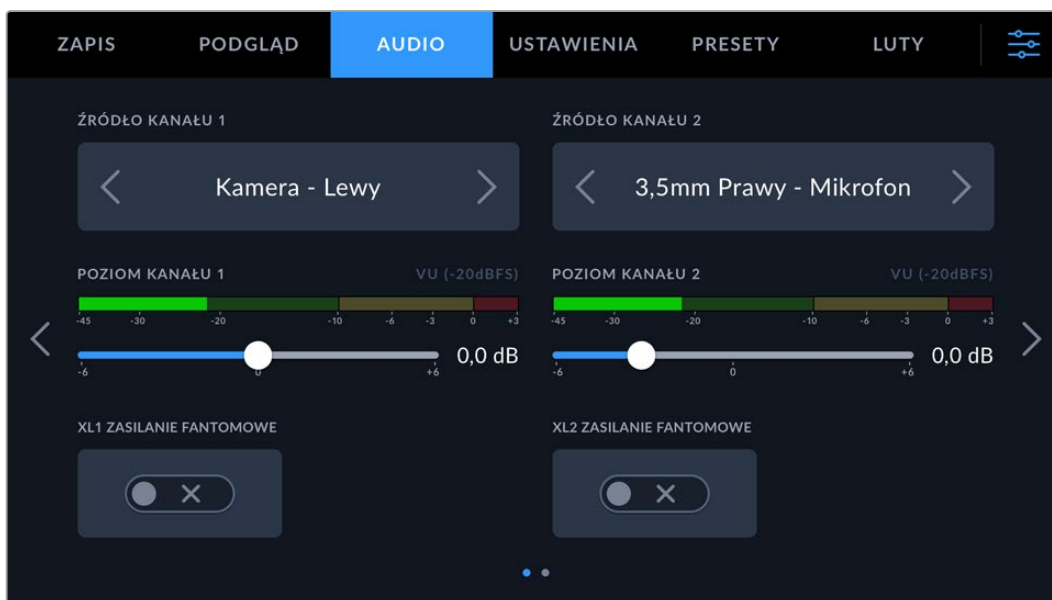 ZAPIS PODGLĄD AUDIO USTAWIENIA PRESETY LUTY
ŹRÓDŁO KANAŁU 1 ŹRÓDŁO KANAŁU 2
Kamera - Lewy 3,5mm Prawy - Mikrofon
POZIOM KANAŁU 1 VU (-20dBFS) POZIOM KANAŁU 2 VU (-20dBFS)
-45 -30 -20 -10 -6 -3 0 +3 -45 -30 -20 -10 -6 -3 0 +3
0,0 dB 0,0 dB
-6 0 +6 -6 0 +6
XL1 ZASILANIE FANTOMOWE XL2 ZASILANIE FANTOMOWE